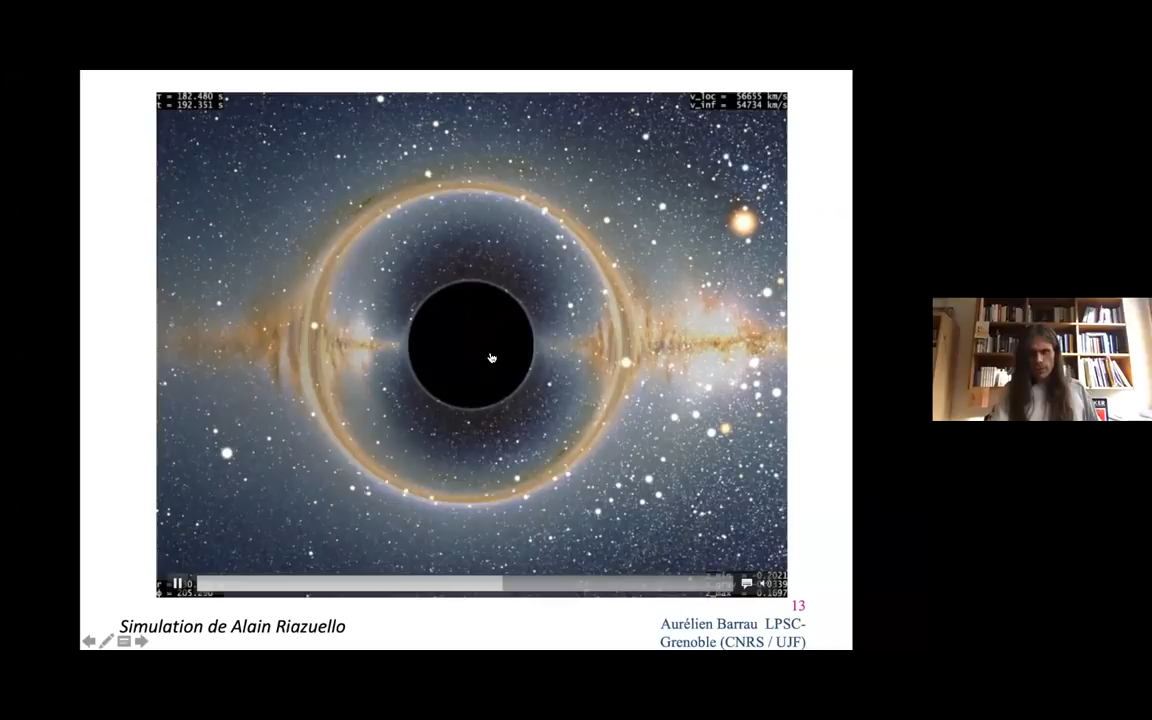 τ = 182.480 s
t = 192.351 s
v_loc = 56655 km/s
v_inf = 54734 km/s
13
Simulation de Alain Riazuello
Aurélien Barrau LPSC-
Grenoble (CNRS / UJF)